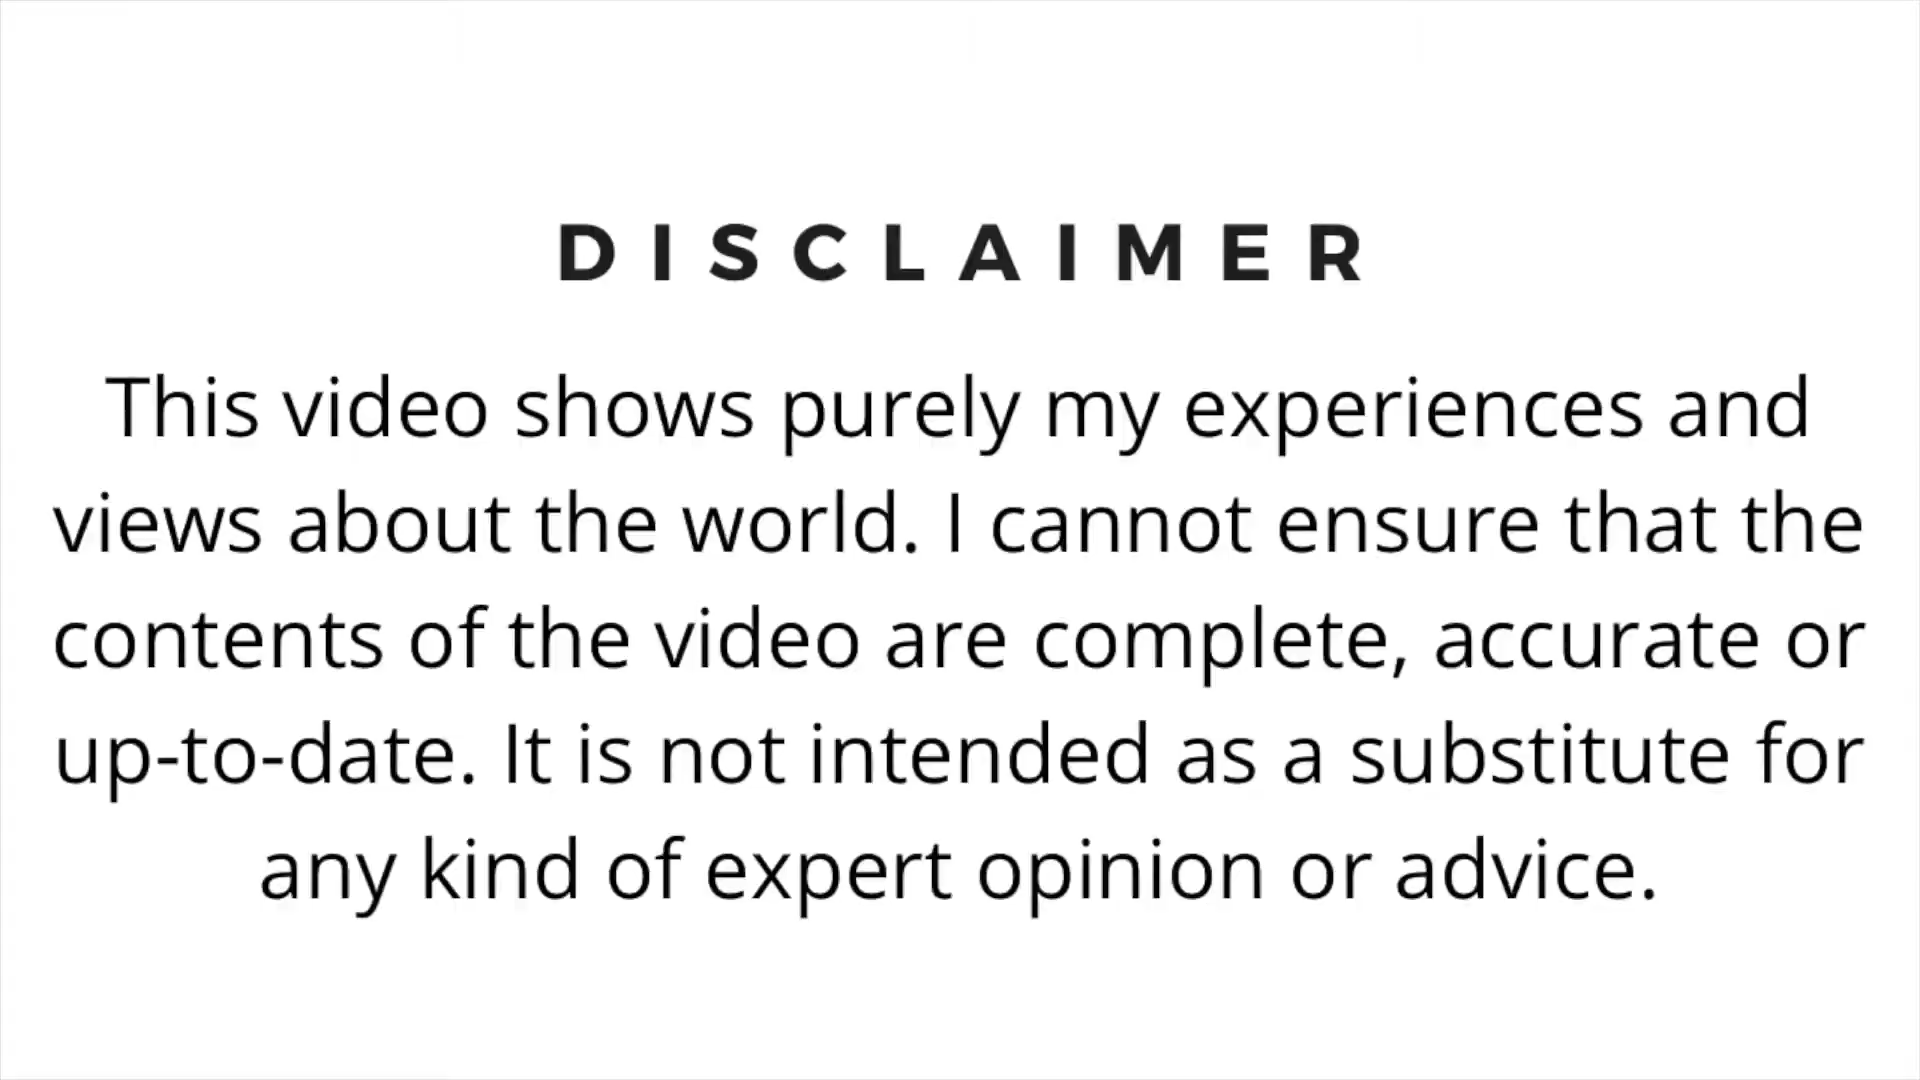 DISCLAIMER
This video shows purely my experiences and
views about the world. I cannot ensure that the
contents of the video are complete, accurate or
up-to-date. It is not intended as a substitute for
any kind of expert opinion or advice.